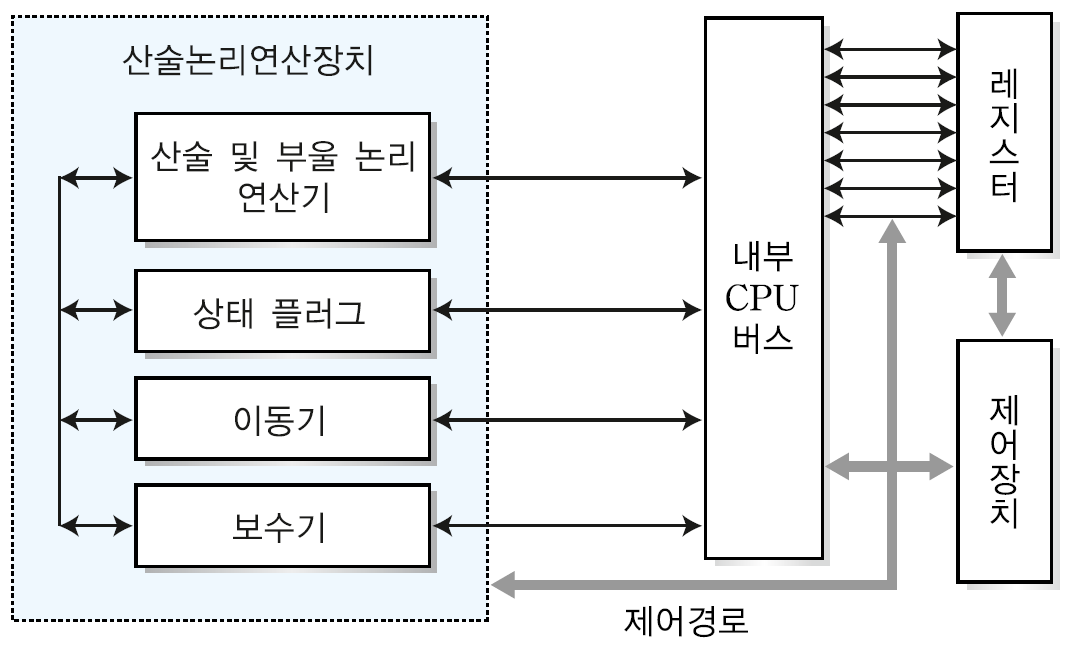 산술논리연산장치
산술 및 부울 논리
연산기
상태 플러그
이동기
보수기
내부
CPU
버스
레지스터
제어장치
제어경로